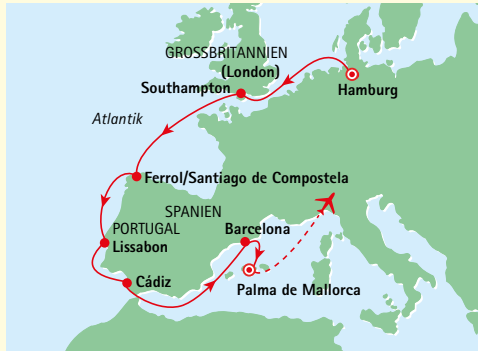 GROSSBRITANNIEN
(London)
Southampton
Hamburg
Atlantik
Ferrol/Santiago de Compostela
SPANIEN
PORTUGAL
Barcelona
Lissabon
Cádiz
Palma de Mallorca